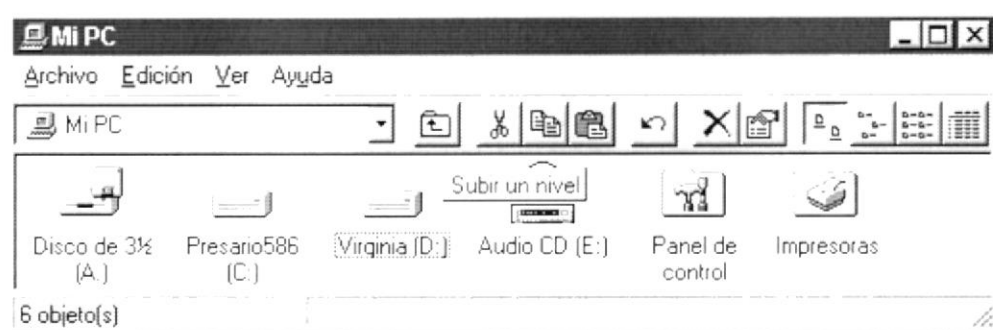 Mi PC
Archivo Edición Ver Ayuda
Mi PC
Subir un nivel
Disco de 3½ Presario586 Virginia (D:) Audio CD (E:) Panel de Impresoras
(A:) (C:) control
6 objeto(s)